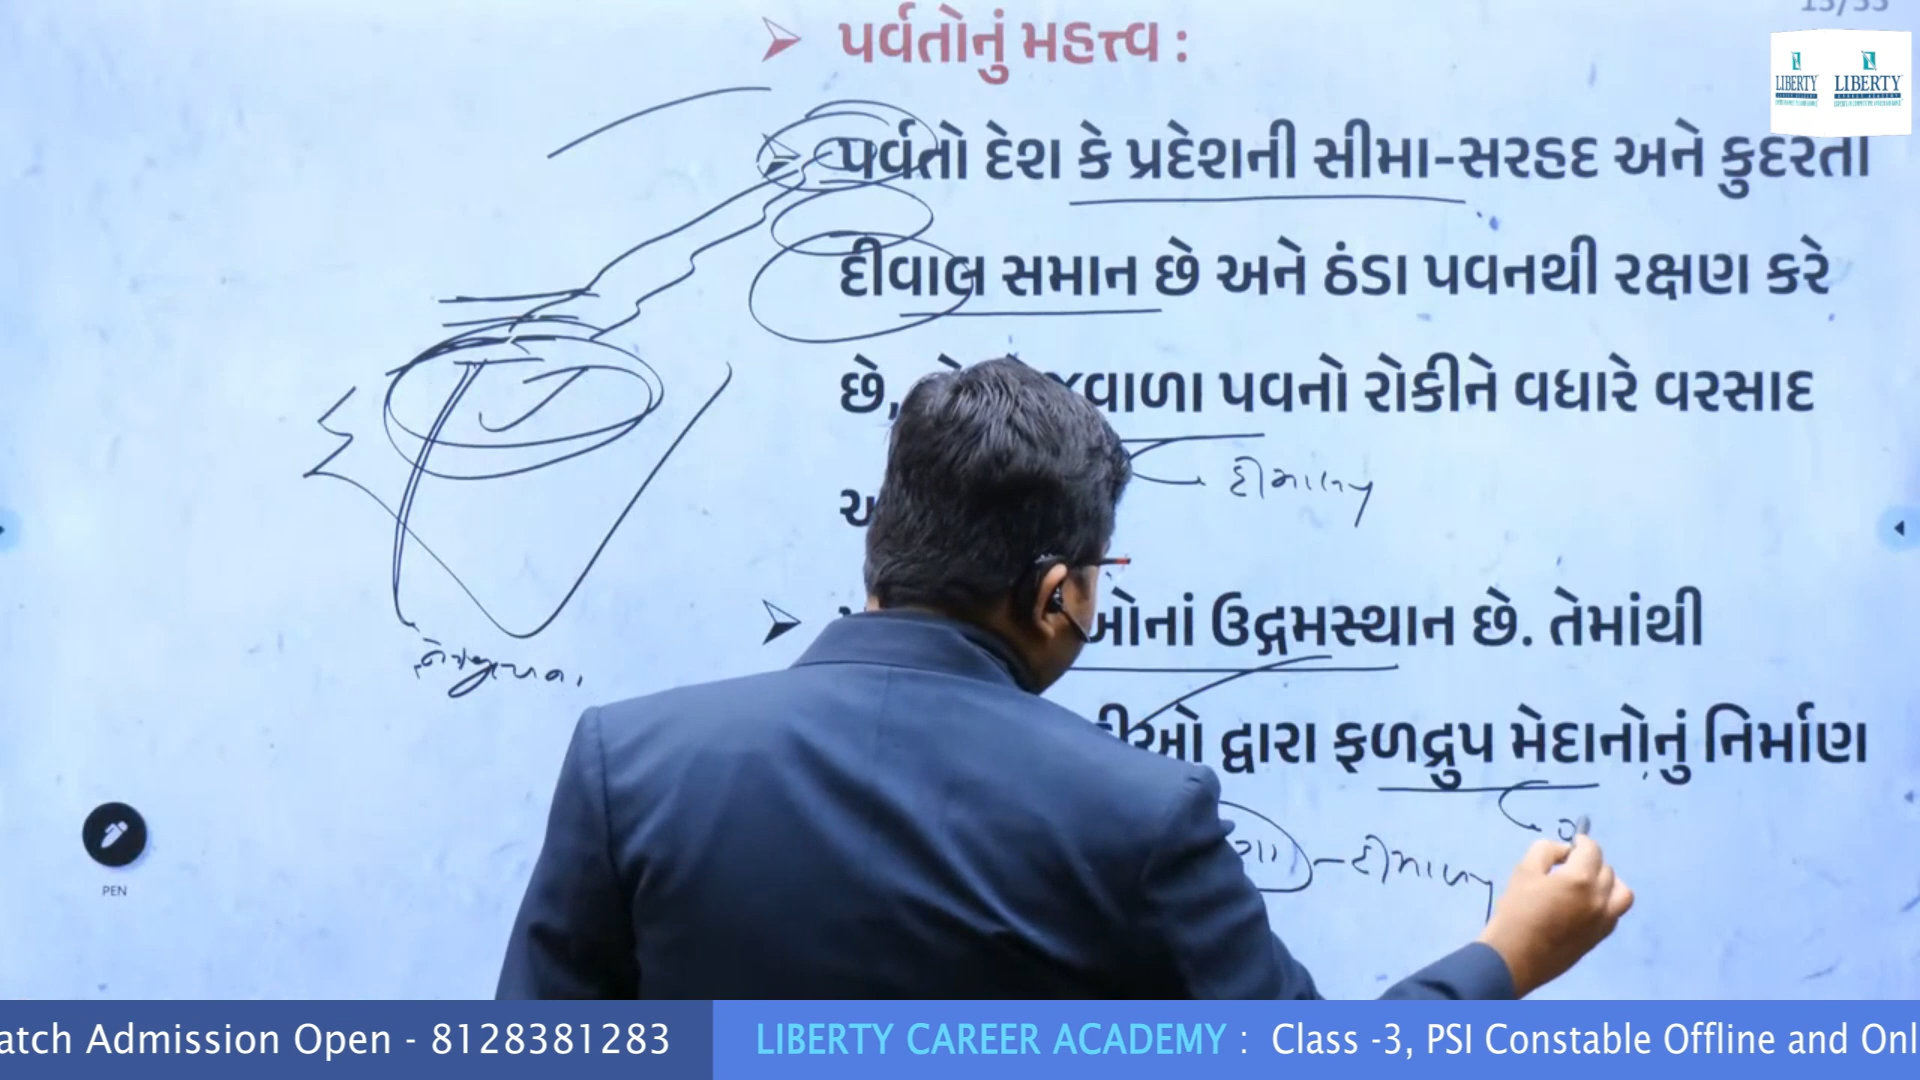 13/33
LIBERTY LIBERTY
પર્વતોનું મહત્ત્વ :
પર્વતો દેશ કે પ્રદેશની સીમા-સરહદ અને કુદરતી
દીવાલ સમાન છે અને ઠંડા પવનથી રક્ષણ કરે
છે, વાળા પવનો રોકીને વધારે વરસાદ
હીમાલય
ઓનાં ઉદ્ગમસ્થાન છે. તેમાંથી
દ્વારા ફળદ્રુપ મેદાનોનું નિર્માણ
હીમાલય
PEN
atch Admission Open - 8128381283
LIBERTY CAREER ACADEMY : Class -3, PSI Constable Offline and Onl